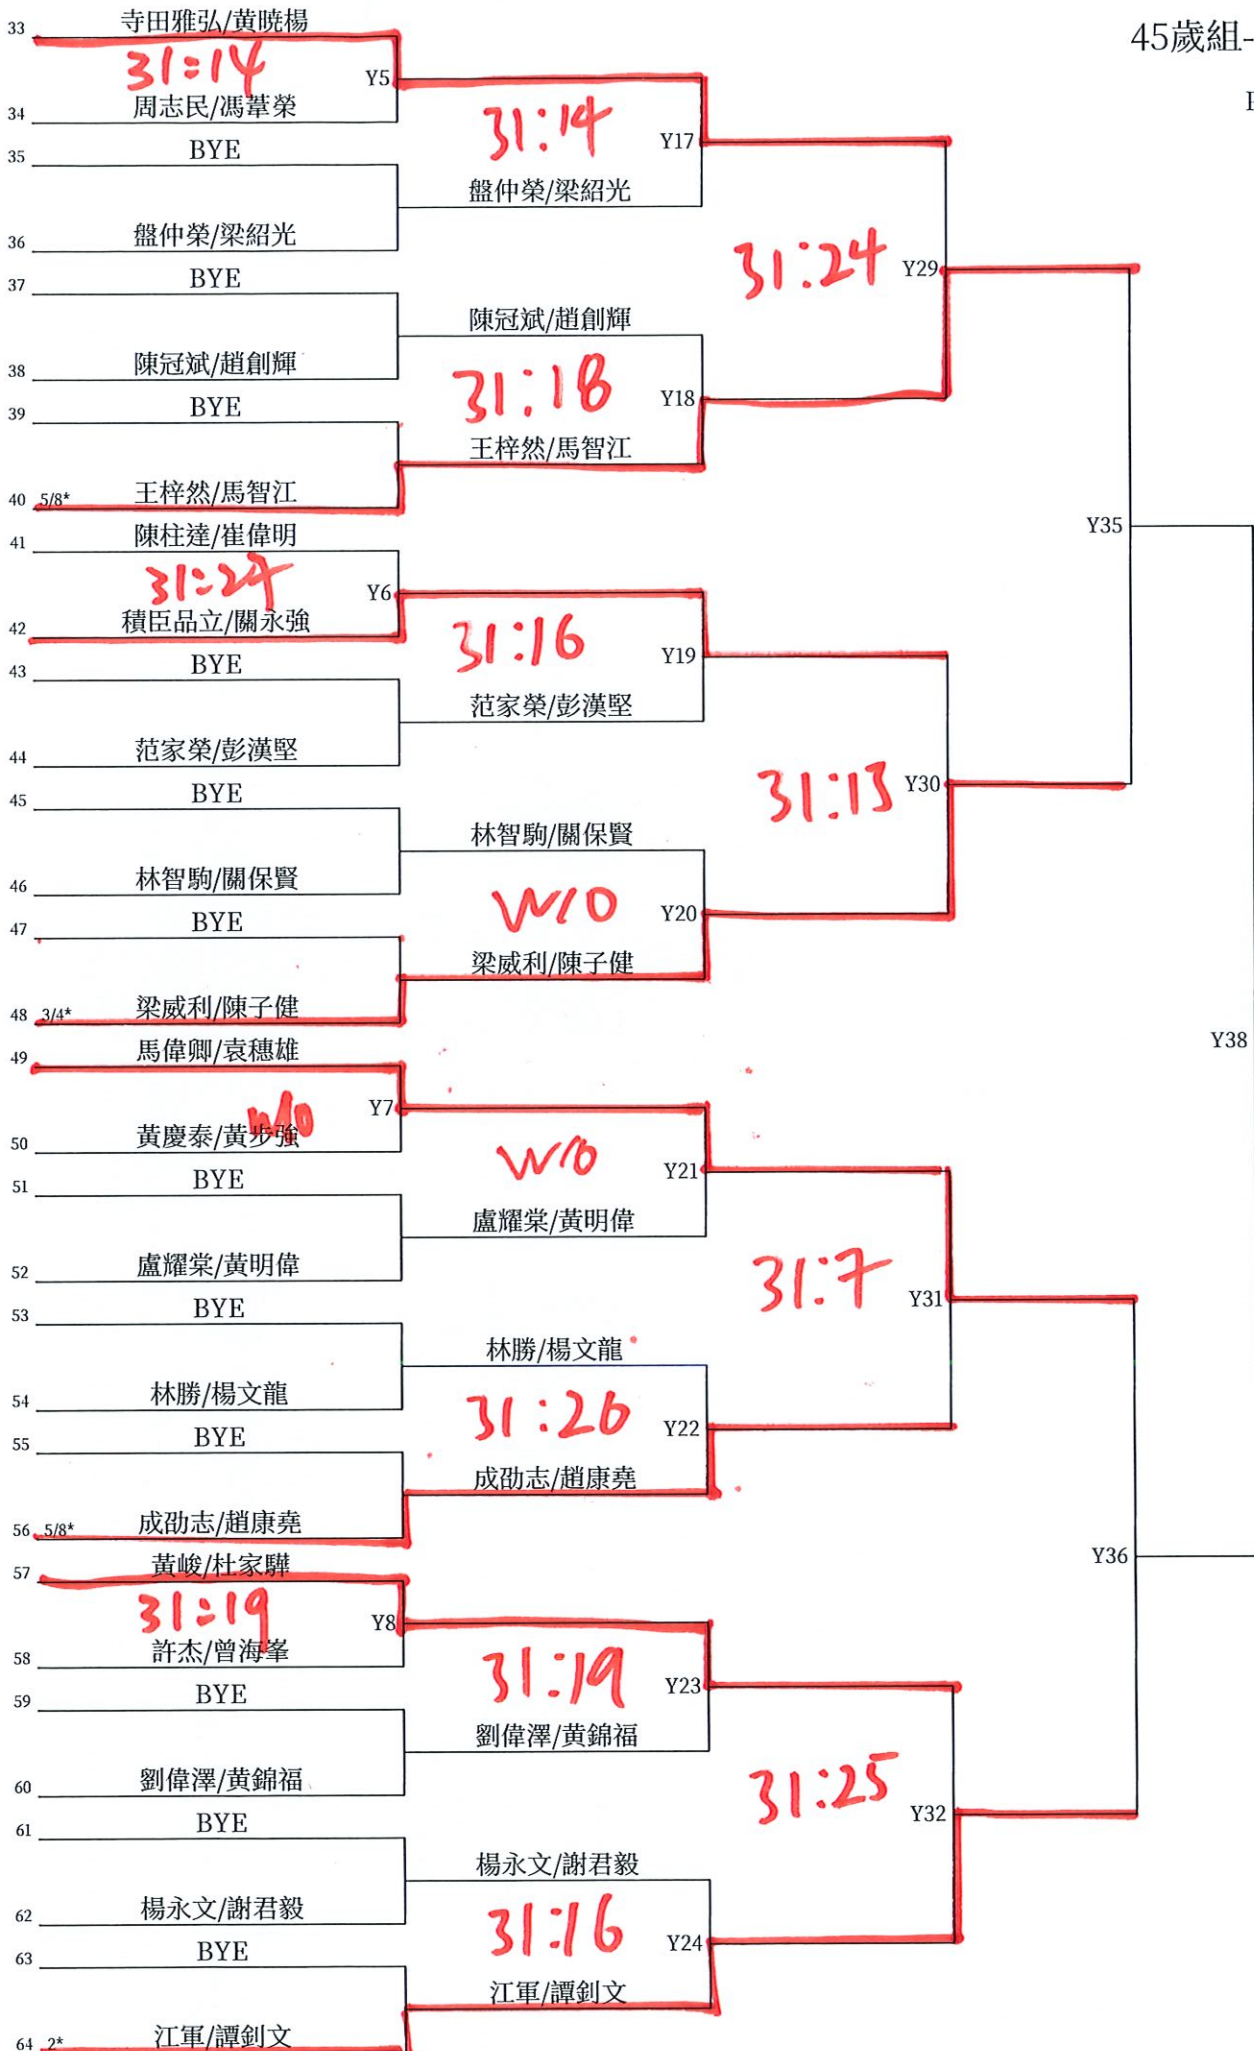 45歲組-
33 寺田雅弘/黄暁楊
31:14
Y5
34 周志民/馮葦榮
35 BYE
31:14
Y17
盤仲榮/梁紹光
36 盤仲榮/梁紹光
31:24
Y29
37 BYE
陳冠斌/趙創輝
38 陳冠斌/趙創輝
31:18
Y18
39 BYE
王梓然/馬智江
40 5/8* 王梓然/馬智江
Y35
41 陳柱達/崔偉明
31:24
Y6
42 積臣品立/關永強
31:16
Y19
43 BYE
范家榮/彭漢堅
44 范家榮/彭漢堅
31:13
Y30
45 BYE
林智駒/關保賢
46 林智駒/關保賢
W/O
Y20
47 BYE
梁威利/陳子健
48 3/4* 梁威利/陳子健
Y38
49 馬偉卿/袁穗雄
W/O
Y7
50 黃慶泰/黃步強
W/O
Y21
51 BYE
盧耀棠/黃明偉
52 盧耀棠/黃明偉
31:7
Y31
53 BYE
林勝/楊文龍
54 林勝/楊文龍
31:26
Y22
55 BYE
成劭志/趙康堯
56 5/8* 成劭志/趙康堯
Y36
57 黃峻/杜家驊
31:19
Y8
58 許杰/曾海峯
31:19
Y23
59 BYE
劉偉澤/黄錦福
60 劉偉澤/黄錦福
31:25
Y32
61 BYE
楊永文/謝君毅
62 楊永文/謝君毅
31:16
Y24
63 BYE
江軍/譚釗文
64 2* 江軍/譚釗文